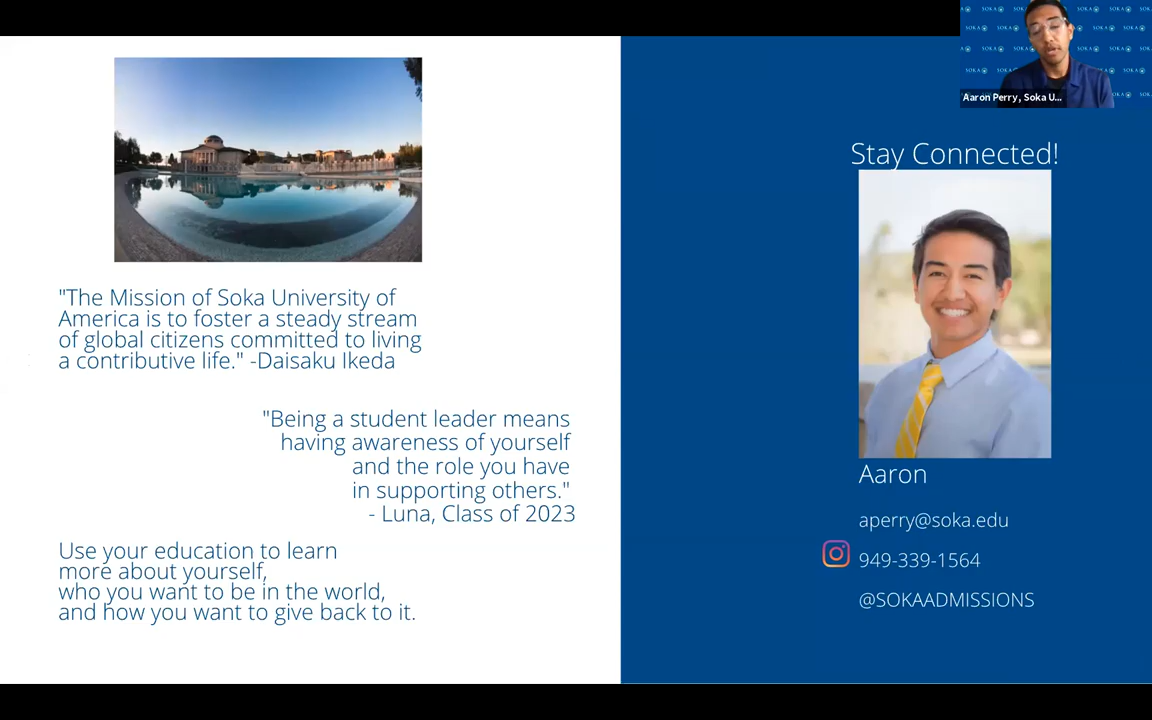 "The Mission of Soka University of
America is to foster a steady stream
of global citizens committed to living
a contributive life." -Daisaku Ikeda
"Being a student leader means
having awareness of yourself
and the role you have
in supporting others."
- Luna, Class of 2023
Use your education to learn
more about yourself,
who you want to be in the world,
and how you want to give back to it.
Aaron Perry, Soka U...
Stay Connected!
Aaron
aperry@soka.edu
949-339-1564
@SOKAADMISSIONS